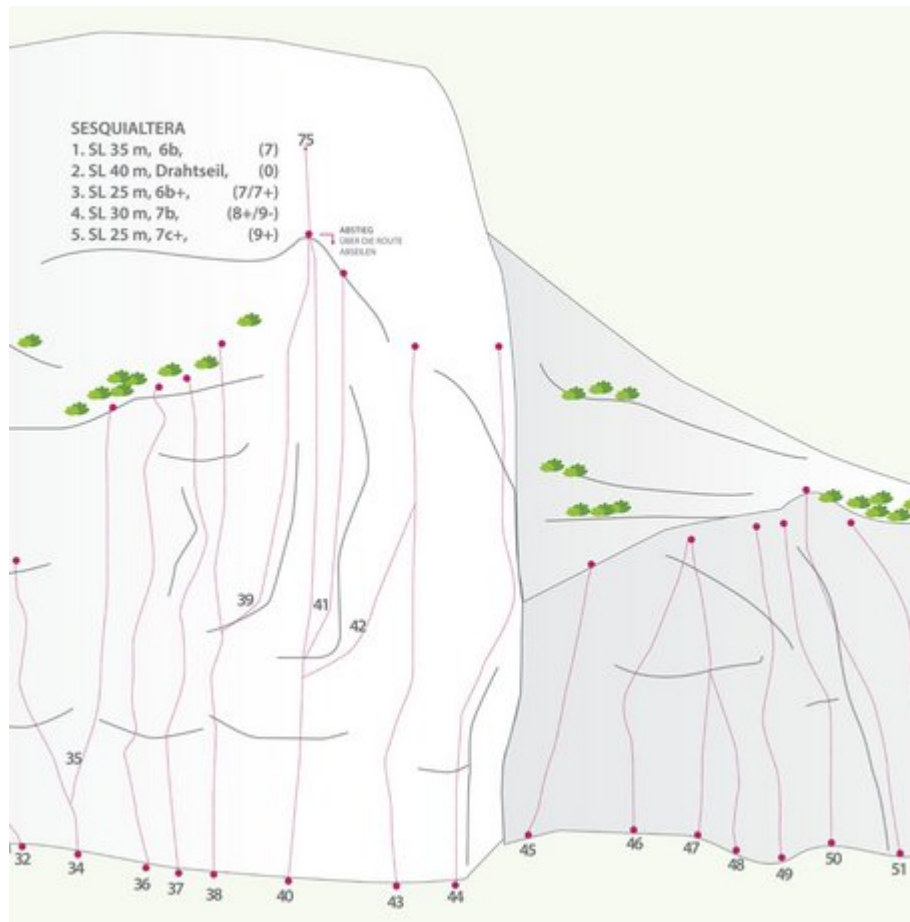 SESQUIALTERA
1. SL 35 m, 6b, (7)
2. SL 40 m, Drahtseil, (0)
3. SL 25 m, 6b+, (7/7+)
4. SL 30 m, 7b, (8+/9-)
5. SL 25 m, 7c+, (9+)
75
ABSTIEG
ÜBER DIE ROUTE
ABSEILEN
39
41
42
35
32
34
36
37
38
40
43
44
45
46
47
48
49
50
51